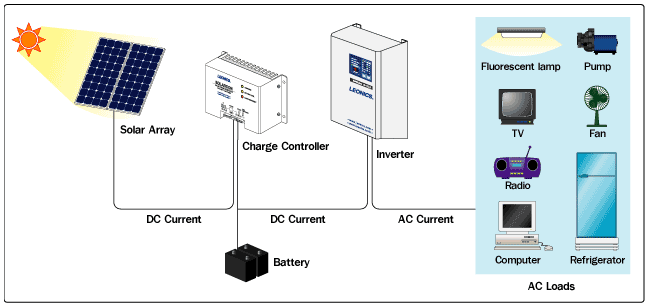 Fluorescent lamp
Pump
Solar Array
LEONICS
Charge Controller
LEONICS
Inverter
TV
Fan
Radio
DC Current
DC Current
AC Current
Battery
Computer
Refrigerator
AC Loads